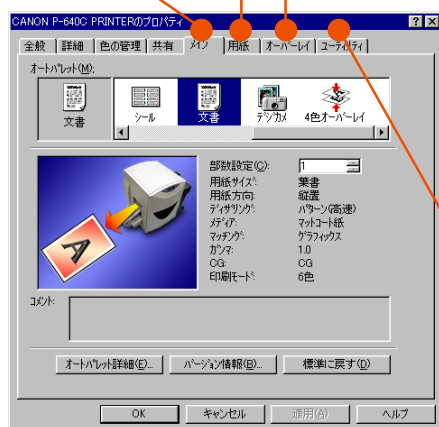 CANON P-640C PRINTERのプロパティ
全般 詳細 色の管理 共有 メイン 用紙 オーバーレイ ユーティリティ
オートパレット(M):
文書 シール 文書 デジカメ 4色オーバーレイ
部数設定(C): 1
用紙サイズ: 葉書
用紙方向: 縦置
ディザリング: パターン(高速)
メディア: マットコート紙
マッチング: グラフィックス
ガンマ: 1.0
CG: CG
印刷モード: 6色
コメント:
オートパレット詳細(E)... バージョン情報(B)... 標準に戻す(D)
OK キャンセル 適用(A) ヘルプ